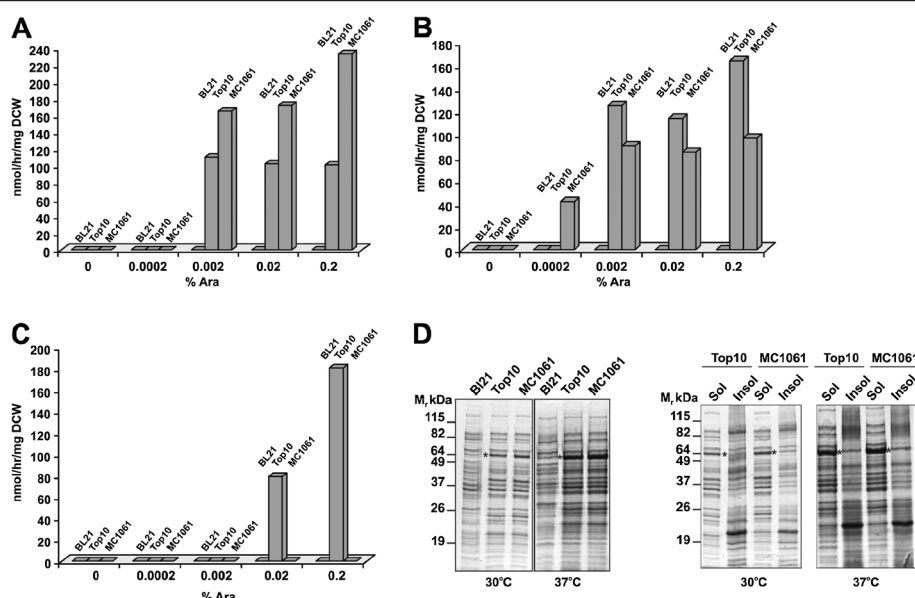 A
nmol/hr/mg DCW
240
220
200
180
160
140
120
100
80
60
40
20
BL21 Top10 MC1061
BL21 Top10 MC1061
BL21 Top10 MC1061
BL21 Top10 MC1061
BL21 Top10 MC1061
0 0.0002 0.002 0.02 0.2
% Ara
B
nmol/hr/mg DCW
180
160
140
120
100
80
60
40
20
0
BL21 Top10 MC1061
BL21 Top10 MC1061
BL21 Top10 MC1061
BL21 Top10 MC1061
BL21 Top10 MC1061
0 0.0002 0.002 0.02 0.2
% Ara
C
nmol/hr/mg DCW
200
180
160
140
120
100
80
60
40
20
0
BL21 Top10 MC1061
BL21 Top10 MC1061
BL21 Top10 MC1061
BL21 Top10 MC1061
BL21 Top10 MC1061
0 0.0002 0.002 0.02 0.2
% Ara
D
Bl21 Top10 MC1061 Bl21 Top10 MC1061
Mr kDa
115
82
64
49
37
26
19
* *
30°C 37°C
Top10 MC1061 Top10 MC1061
Sol Insol Sol Insol Sol Insol Sol Insol
Mr kDa
115
82
64
49
37
26
19
* * * *
30°C 37°C